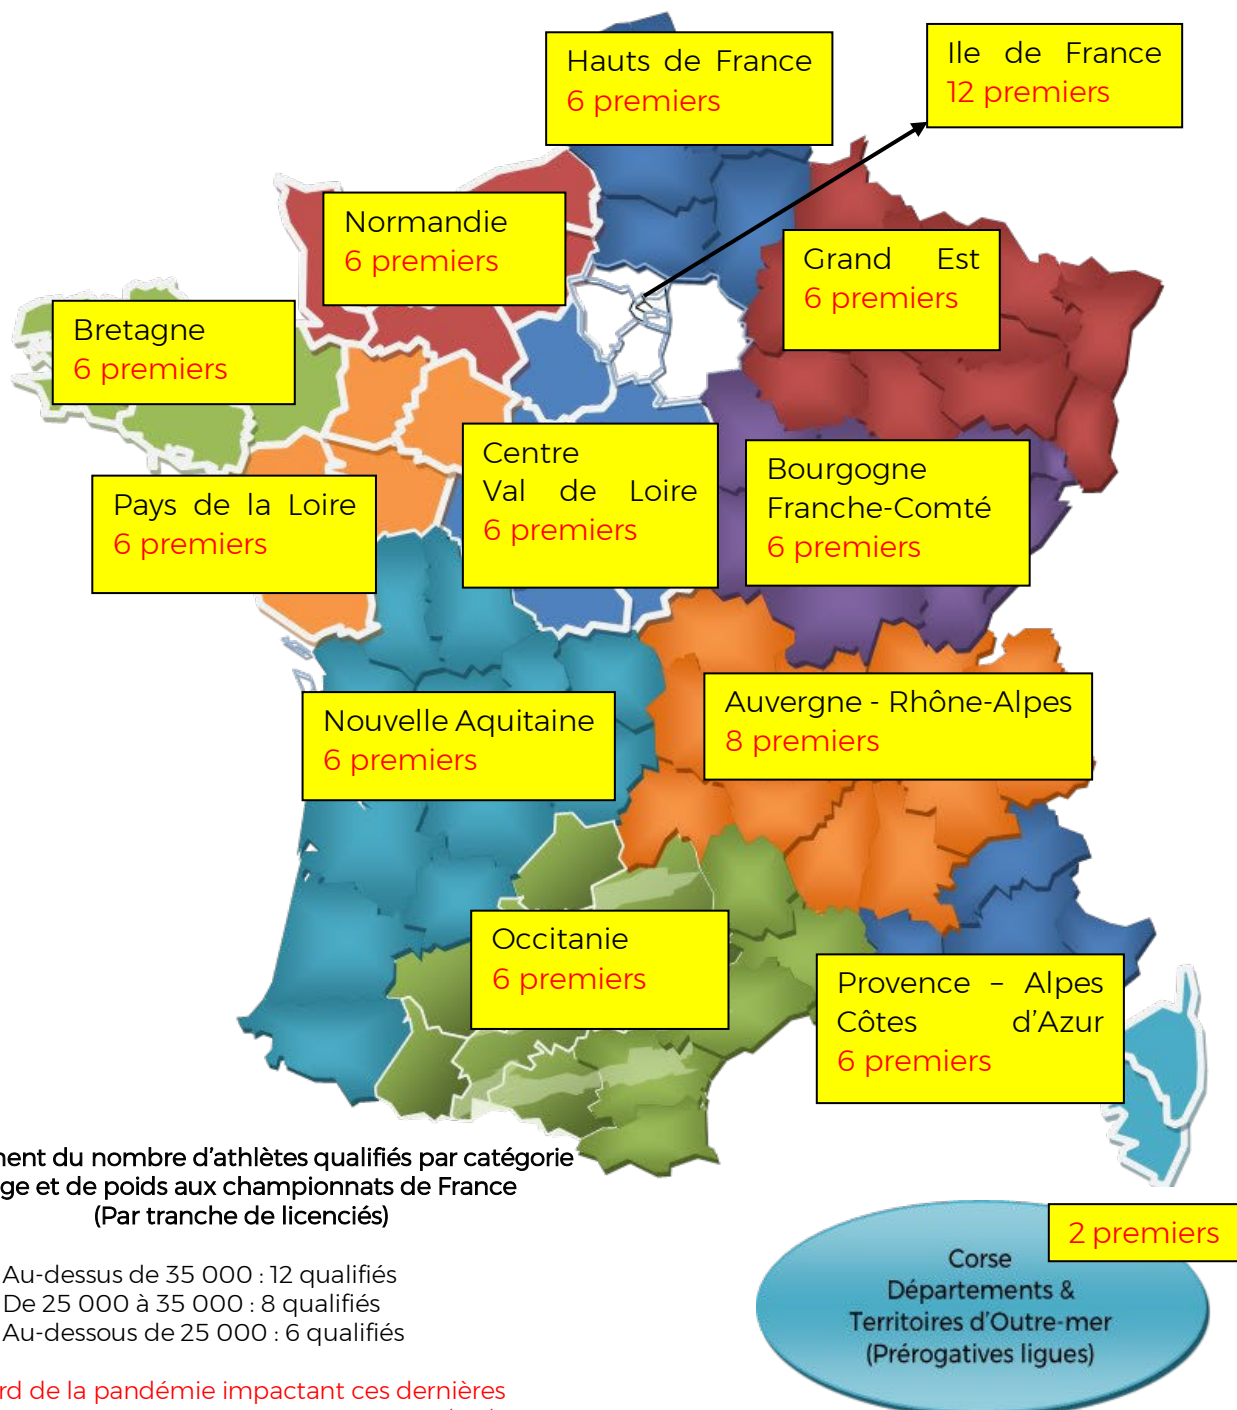 Hauts de France
6 premiers
Ile de France
12 premiers
Normandie
6 premiers
Grand Est
6 premiers
Bretagne
6 premiers
Centre
Val de Loire
6 premiers
Bourgogne
Franche-Comté
6 premiers
Pays de la Loire
6 premiers
Nouvelle Aquitaine
6 premiers
Auvergne - Rhône-Alpes
8 premiers
Occitanie
6 premiers
Provence – Alpes
Côtes d'Azur
6 premiers
du nombre d'athlètes qualifiés par catégorie
et de poids aux championnats de France
(Par tranche de licenciés)
Au-dessus de 35 000 : 12 qualifiés
De 25 000 à 35 000 : 8 qualifiés
Au-dessous de 25 000 : 6 qualifiés
de la pandémie impactant ces dernières
2 premiers
Corse
Départements &
Territoires d'Outre-mer
(Prérogatives ligues)